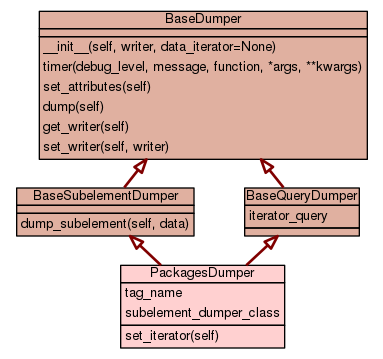 BaseDumper
__init__(self, writer, data_iterator=None)
timer(debug_level, message, function, *args, **kwargs)
set_attributes(self)
dump(self)
get_writer(self)
set_writer(self, writer)
BaseSubelementDumper
dump_subelement(self, data)
BaseQueryDumper
iterator_query
PackagesDumper
tag_name
subelement_dumper_class
set_iterator(self)